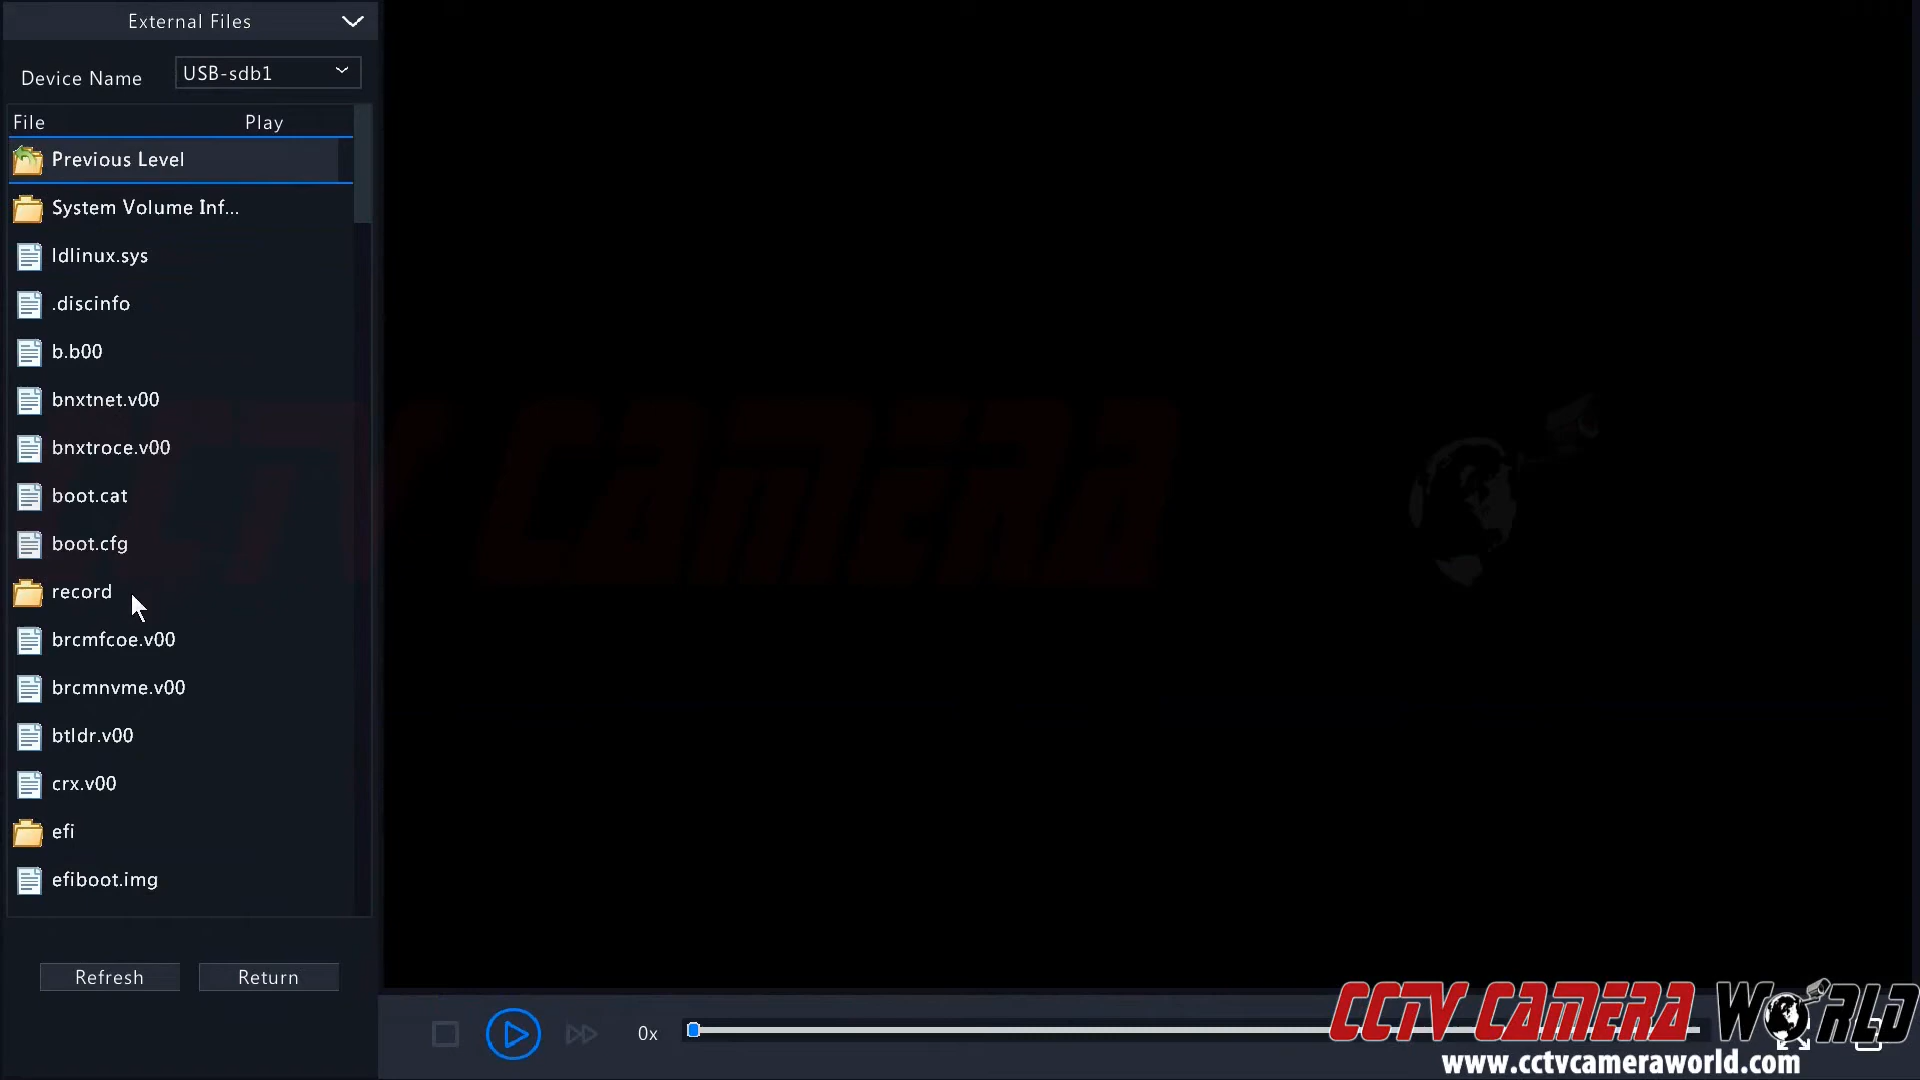 External Files
Device Name USB-sdb1
File Play
Previous Level
System Volume Inf...
ldlinux.sys
.discinfo
b.b00
bnxtnet.v00
bnxtroce.v00
boot.cat
boot.cfg
record
brcmfcoe.v00
brcmnvme.v00
btldr.v00
crx.v00
efi
efiboot.img
Refresh Return
0x
CCTV CAMERA
CCTV CAMERA WORLD
www.cctvcameraworld.com